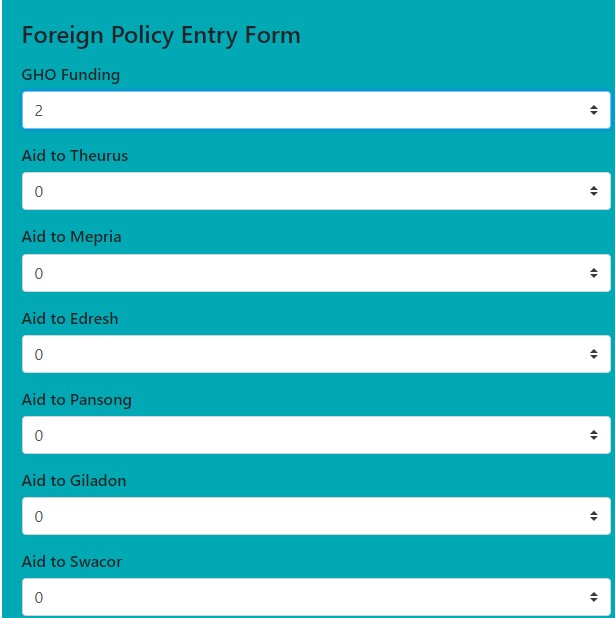 Foreign Policy Entry Form
GHO Funding
2
Aid to Theurus
0
Aid to Mepria
0
Aid to Edresh
0
Aid to Pansong
0
Aid to Giladon
0
Aid to Swacor
0